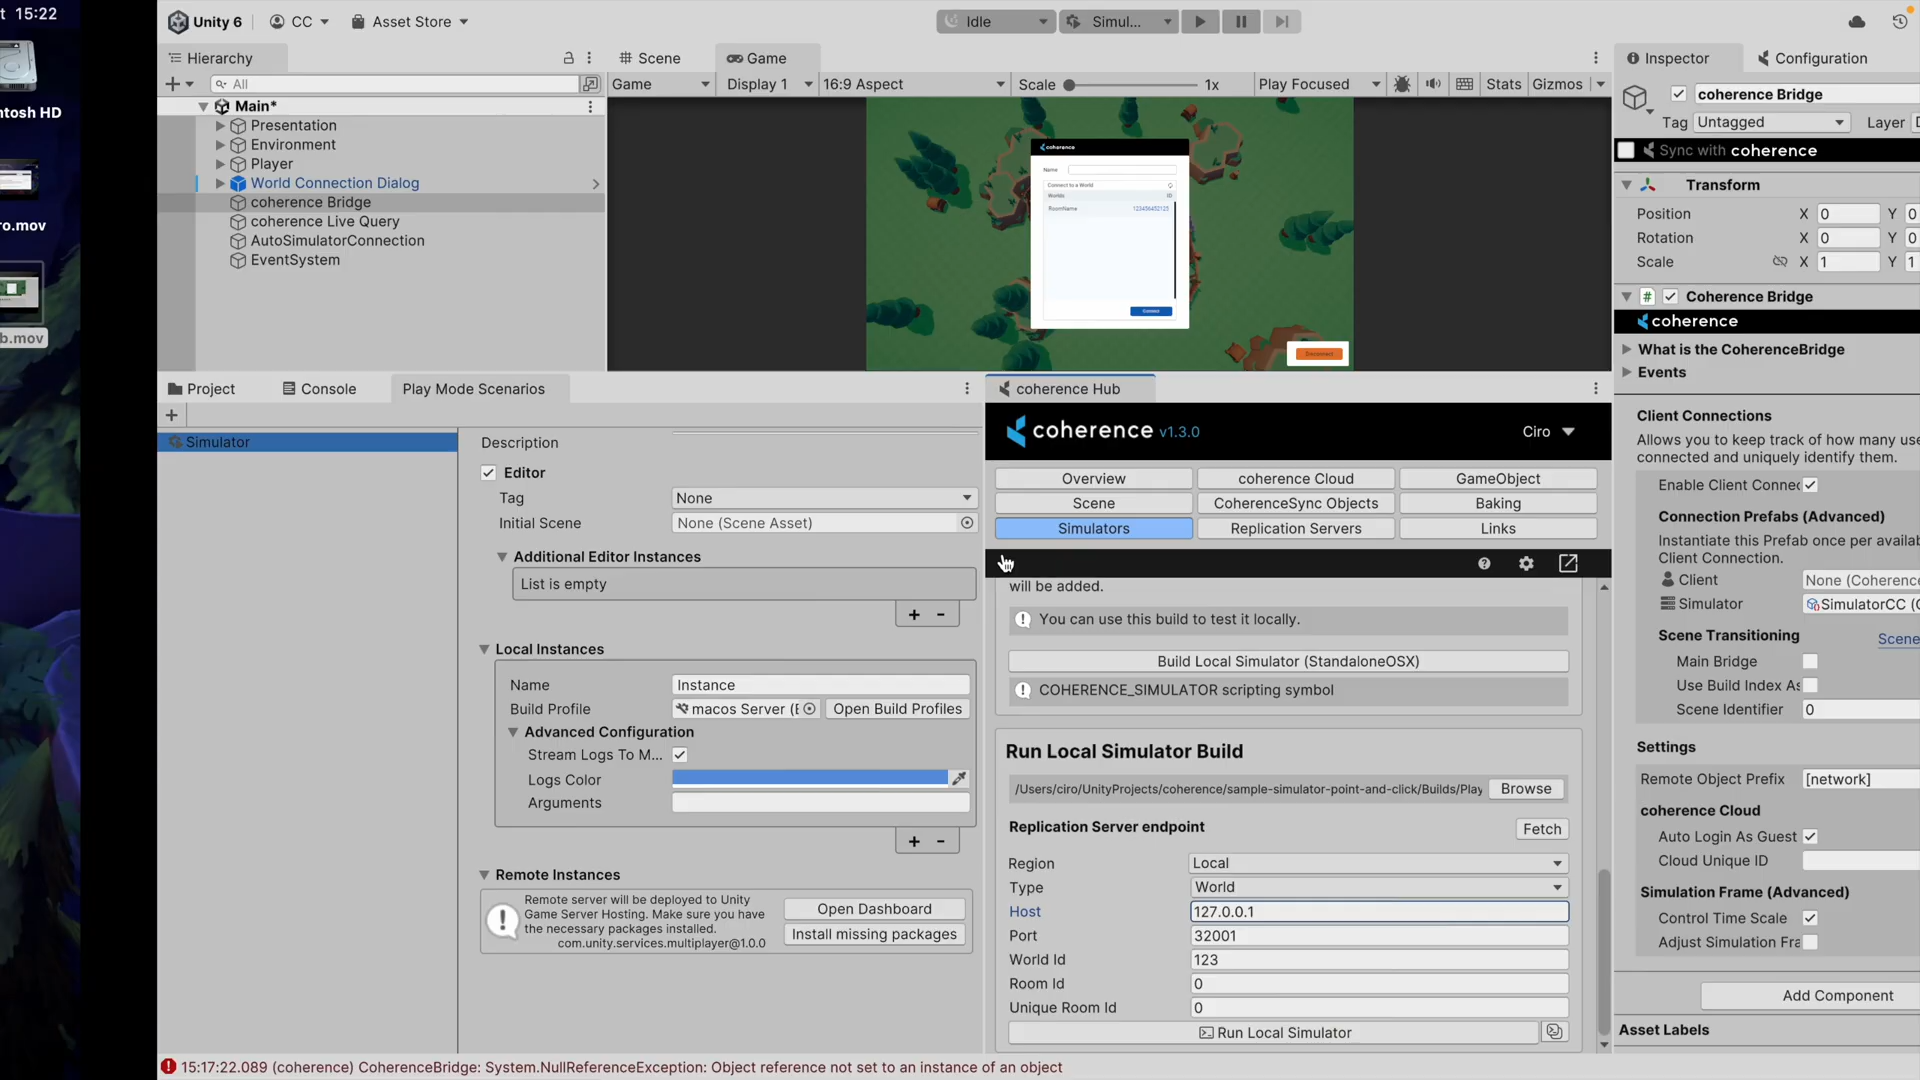 t 15:22
ntosh HD
ro.mov
b.mov
Unity 6
CC
Asset Store
Idle
Simul...
Hierarchy
All
Main*
Presentation
Environment
Player
World Connection Dialog
coherence Bridge
coherence Live Query
AutoSimulatorConnection
EventSystem
Scene
Game
Game
Display 1
16:9 Aspect
Scale
1x
Play Focused
Stats
Gizmos
coherence
Name
Connect to a World
Worlds
ID
RoomName
Connect
Disconnect
Project
Console
Play Mode Scenarios
Simulator
Description
Editor
Tag
None
Initial Scene
None (Scene Asset)
Additional Editor Instances
List is empty
+ -
Local Instances
Name
Instance
Build Profile
macos Server (E
Open Build Profiles
Advanced Configuration
Stream Logs To M...
Logs Color
Arguments
+ -
Remote Instances
Remote server will be deployed to Unity
Game Server Hosting. Make sure you have
the necessary packages installed.
com.unity.services.multiplayer@1.0.0
Open Dashboard
Install missing packages
coherence Hub
coherence v1.3.0
Ciro
Overview
coherence Cloud
GameObject
Scene
CoherenceSync Objects
Baking
Simulators
Replication Servers
Links
will be added.
You can use this build to test it locally.
Build Local Simulator (StandaloneOSX)
COHERENCE_SIMULATOR scripting symbol
Run Local Simulator Build
/Users/ciro/UnityProjects/coherence/sample-simulator-point-and-click/Builds/Play
Browse
Replication Server endpoint
Fetch
Region
Local
Type
World
Host
127.0.0.1
Port
32001
World Id
123
Room Id
0
Unique Room Id
0
Run Local Simulator
Inspector
Configuration
coherence Bridge
Tag
Untagged
Layer
Sync with coherence
Transform
Position
X 0 Y 0
Rotation
X 0 Y 0
Scale
X 1 Y 1
Coherence Bridge
coherence
What is the CoherenceBridge
Events
Client Connections
Allows you to keep track of how many use
connected and uniquely identify them.
Enable Client Connec
Connection Prefabs (Advanced)
Instantiate this Prefab once per availab
Client Connection.
Client
None (Coherence
Simulator
SimulatorCC (C
Scene Transitioning
Scene
Main Bridge
Use Build Index As
Scene Identifier
0
Settings
Remote Object Prefix
[network]
coherence Cloud
Auto Login As Guest
Cloud Unique ID
Simulation Frame (Advanced)
Control Time Scale
Adjust Simulation Fra
Add Component
Asset Labels
15:17:22.089 (coherence) CoherenceBridge: System.NullReferenceException: Object reference not set to an instance of an object